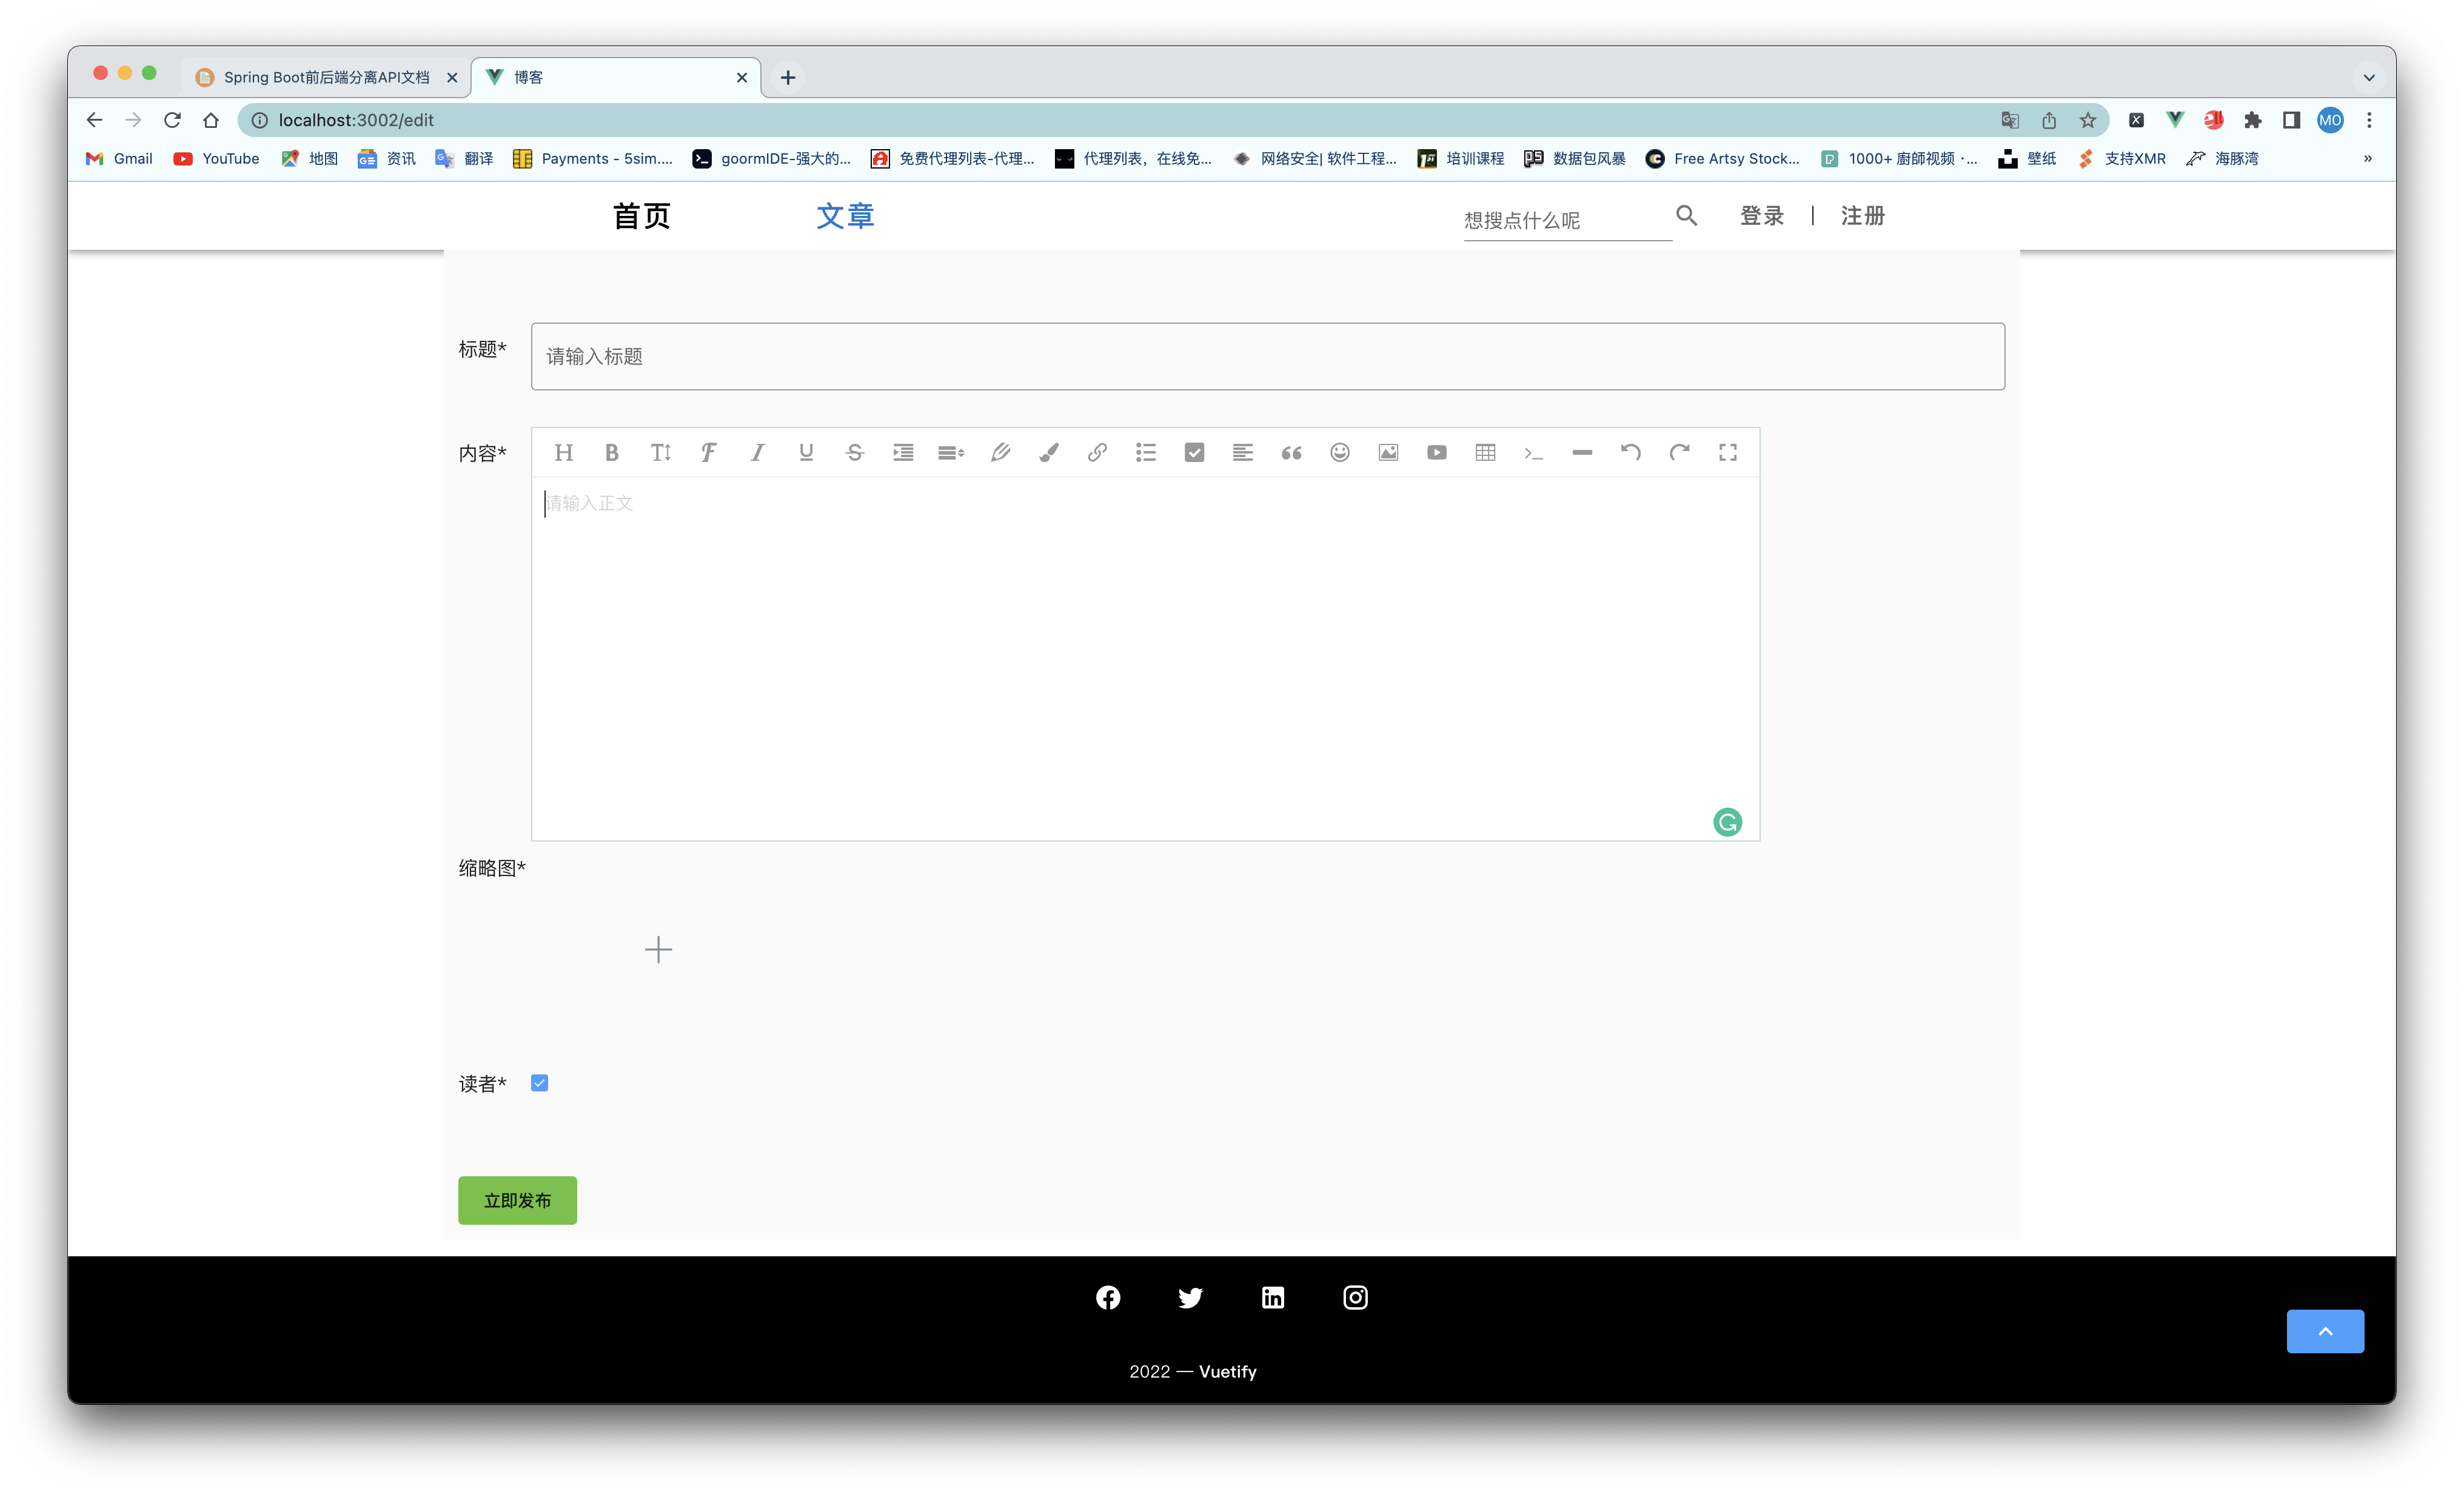 Spring Boot前后端分离API文档
博客
localhost:3002/edit
MO
Gmail
YouTube
地图
资讯
翻译
Payments - 5sim....
goormIDE-强大的...
免费代理列表-代理...
代理列表，在线免...
网络安全| 软件工程...
培训课程
数据包风暴
Free Artsy Stock...
1000+ 廚師视频 ·...
壁纸
支持XMR
海豚湾
»
首页
文章
想搜点什么呢
登录 | 注册
标题*
请输入标题
内容*
请输入正文
缩略图*
读者*
立即发布
2022 — Vuetify